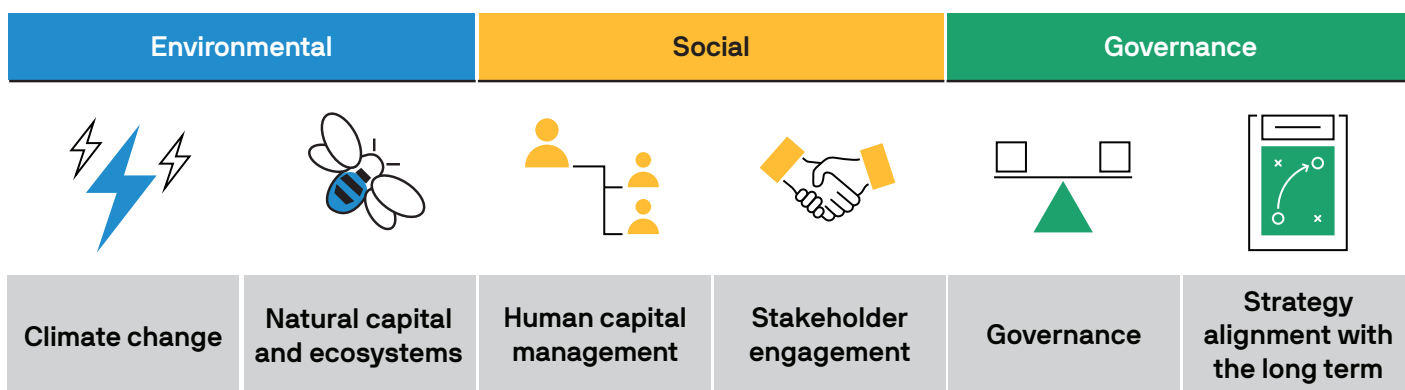 Environmental
Social
Governance
Climate change
Natural capital
and ecosystems
Human capital
management
Stakeholder
engagement
Governance
Strategy
alignment with
the long term